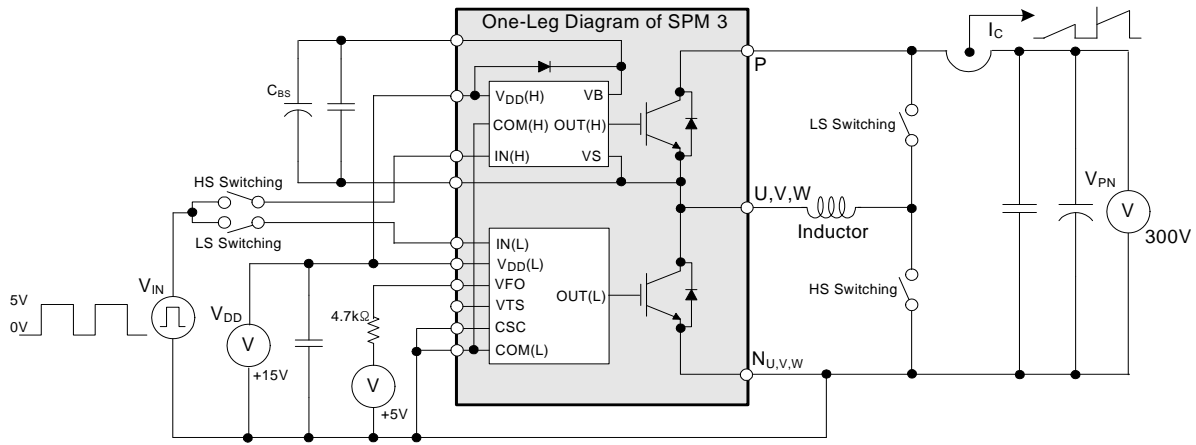 One-Leg Diagram of SPM 3
I_C
P
C_BS
V_DD(H)
VB
COM(H)
OUT(H)
LS Switching
IN(H)
VS
HS Switching
U,V,W
V_PN
V
300V
Inductor
LS Switching
IN(L)
V_DD(L)
VFO
OUT(L)
HS Switching
VTS
CSC
COM(L)
V_IN
5V
0V
V_DD
V
+15V
4.7kΩ
V
+5V
N_U,V,W